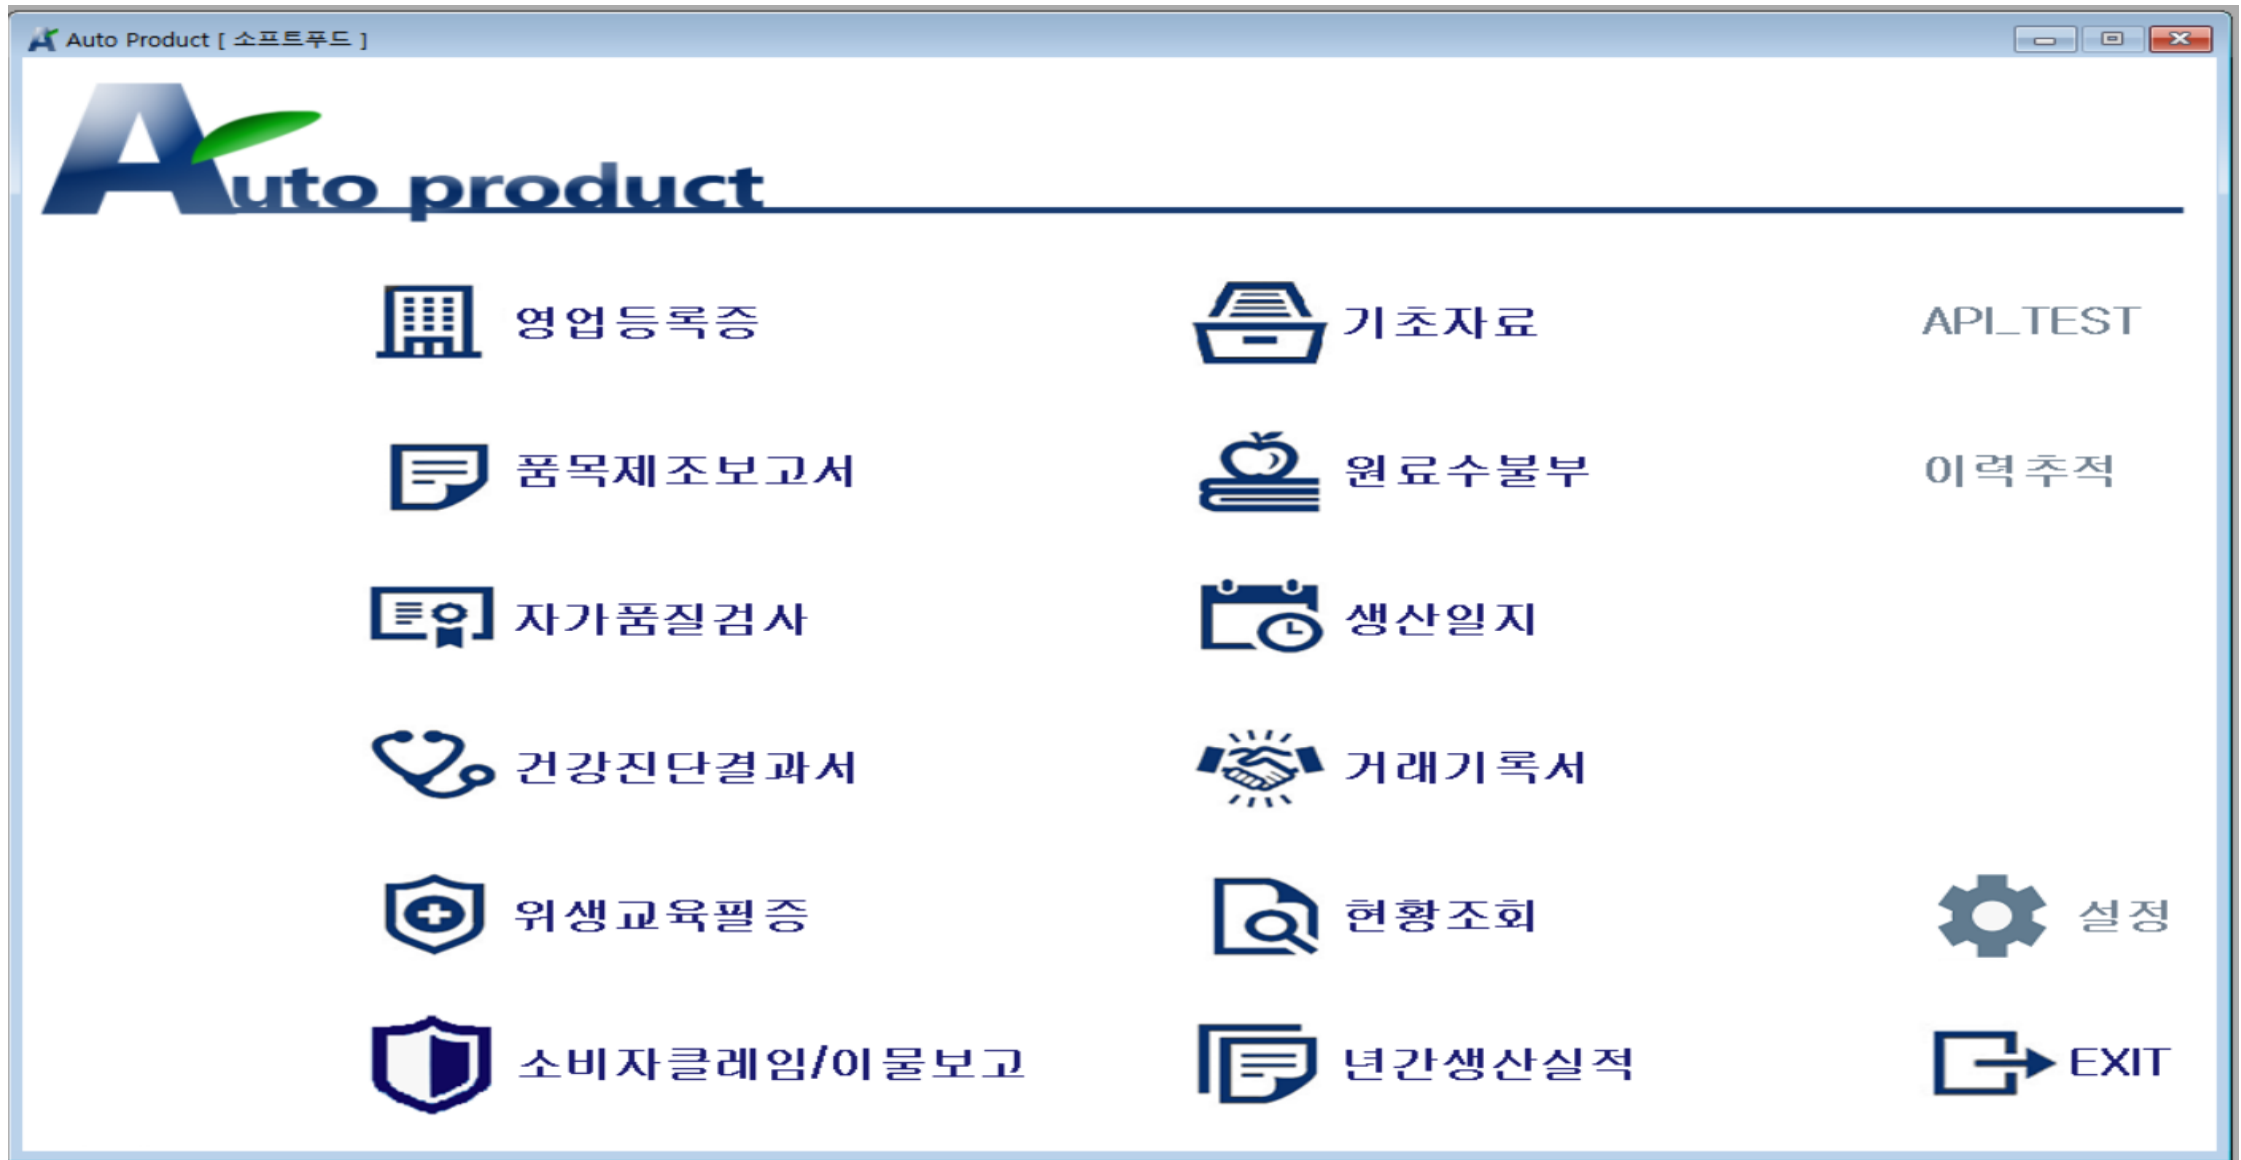 Auto Product [ 소프트푸드 ]
Auto product
영업등록증 기초자료 API_TEST
품목제조보고서 원료수불부 이력추적
자가품질검사 생산일지
건강진단결과서 거래기록서
위생교육필증 현황조회 설정
소비자클레임/이물보고 년간생산실적 EXIT